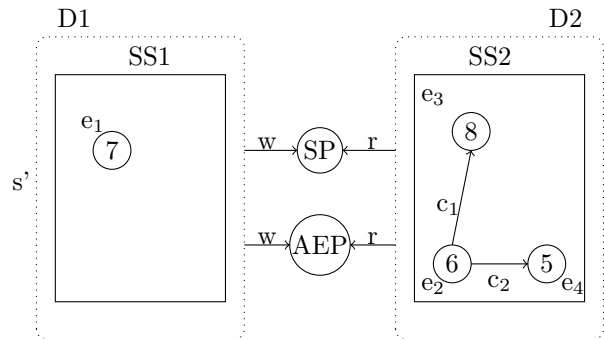 D1 D2
SS1 SS2
e₃
e₁
8
7
w SP r
s'
c₁
w AEP r
6 5
e₂ c₂ e₄